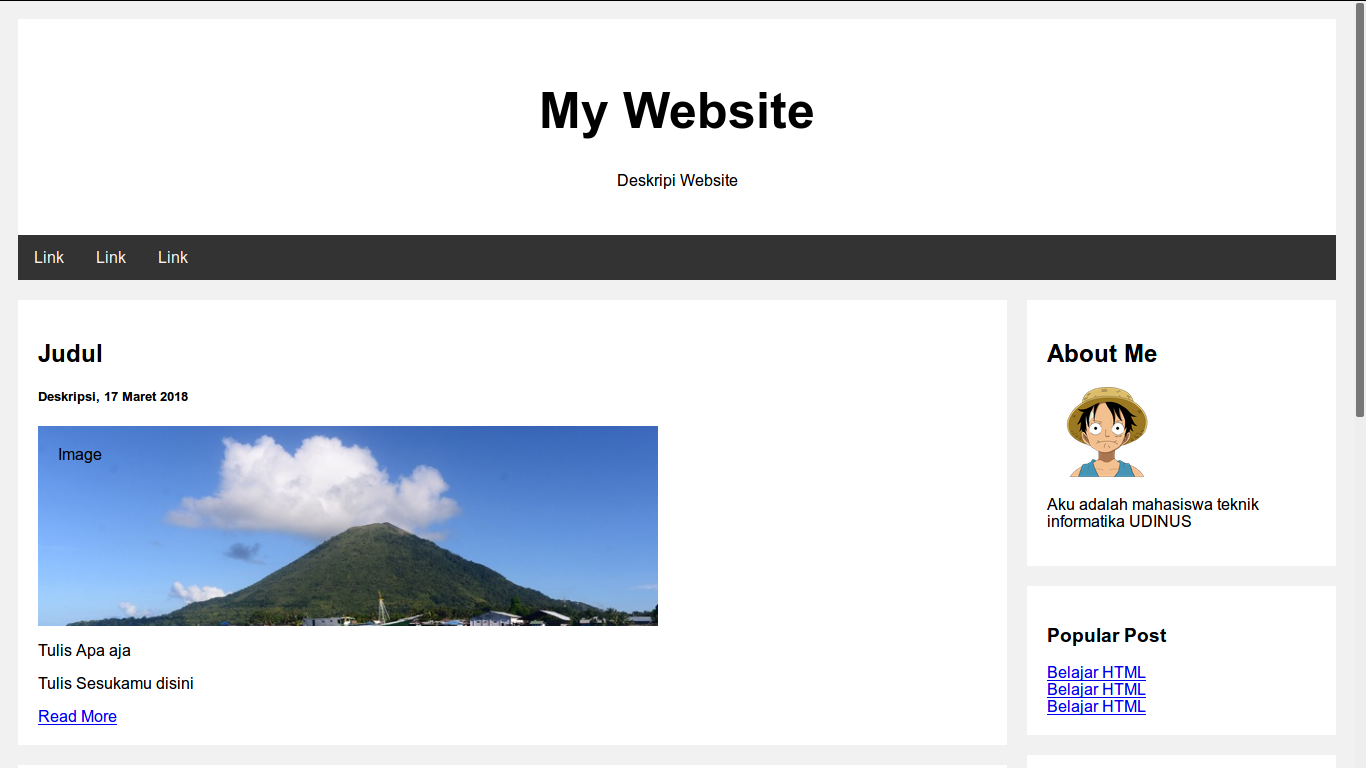 My Website
Deskripi Website
Link Link Link
Judul
Deskripsi, 17 Maret 2018
Image
Tulis Apa aja
Tulis Sesukamu disini
Read More
About Me
Aku adalah mahasiswa teknik
informatika UDINUS
Popular Post
Belajar HTML
Belajar HTML
Belajar HTML